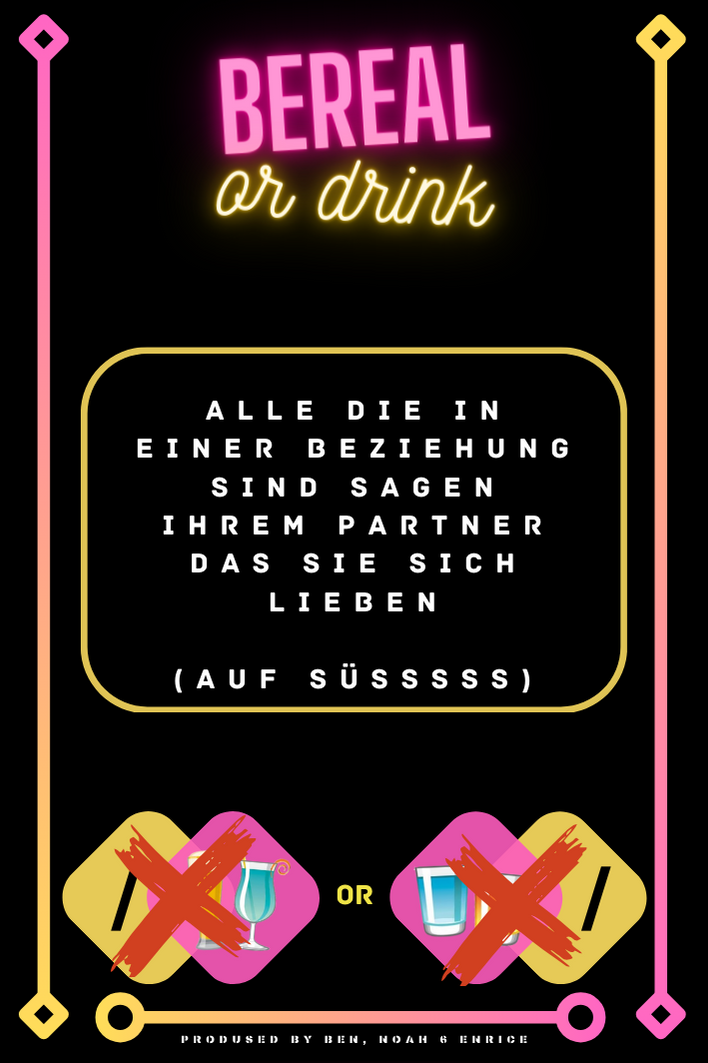 BEREAL
or drink
ALLE DIE IN
EINER BEZIEHUNG
SIND SAGEN
IHREM PARTNER
DAS SIE SICH
LIEBEN
(AUF SÜSSSSS)
/ OR /
PRODUSED BY BEN, NOAH & ENRICE